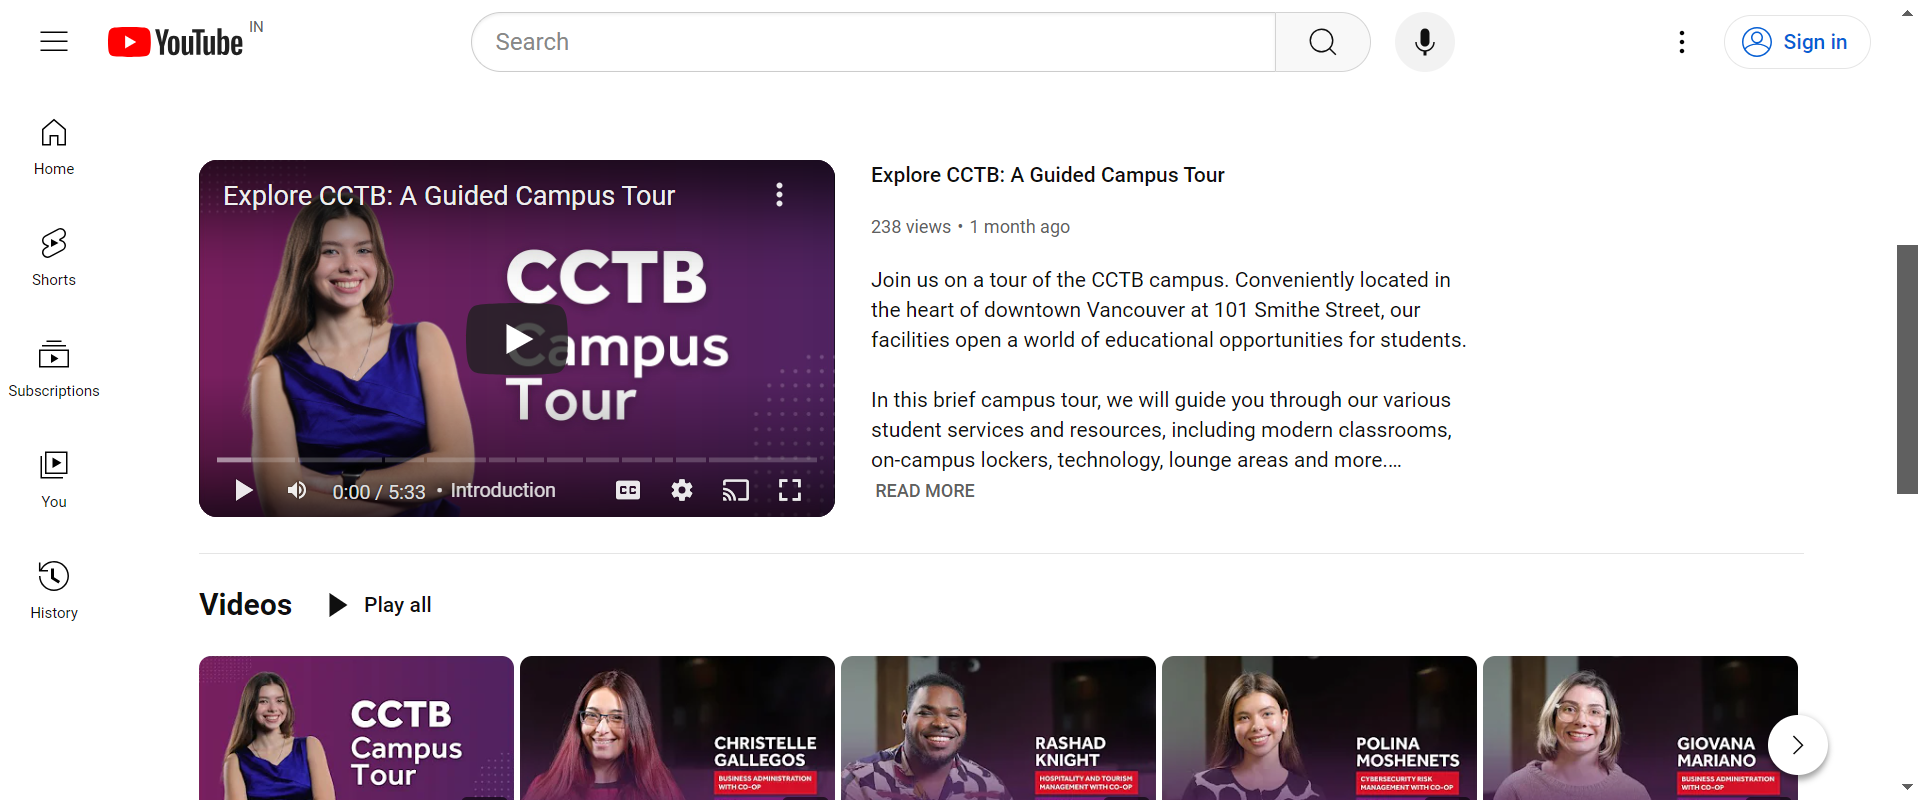 YouTube IN
Search
Sign in
Home
Shorts
Subscriptions
You
History
Explore CCTB: A Guided Campus Tour
CCTB
Campus
Tour
0:00 / 5:33 • Introduction
CC
Explore CCTB: A Guided Campus Tour
238 views • 1 month ago
Join us on a tour of the CCTB campus. Conveniently located in
the heart of downtown Vancouver at 101 Smithe Street, our
facilities open a world of educational opportunities for students.
In this brief campus tour, we will guide you through our various
student services and resources, including modern classrooms,
on-campus lockers, technology, lounge areas and more....
READ MORE
Videos
Play all
CCTB
Campus
Tour
CHRISTELLE
GALLEGOS
BUSINESS ADMINISTRATION
WITH CO-OP
RASHAD
KNIGHT
HOSPITALITY AND TOURISM
MANAGEMENT WITH CO-OP
POLINA
MOSHENETS
CYBERSECURITY RISK
MANAGEMENT WITH CO-OP
GIOVANA
MARIANO
BUSINESS ADMINISTRATION
WITH CO-OP